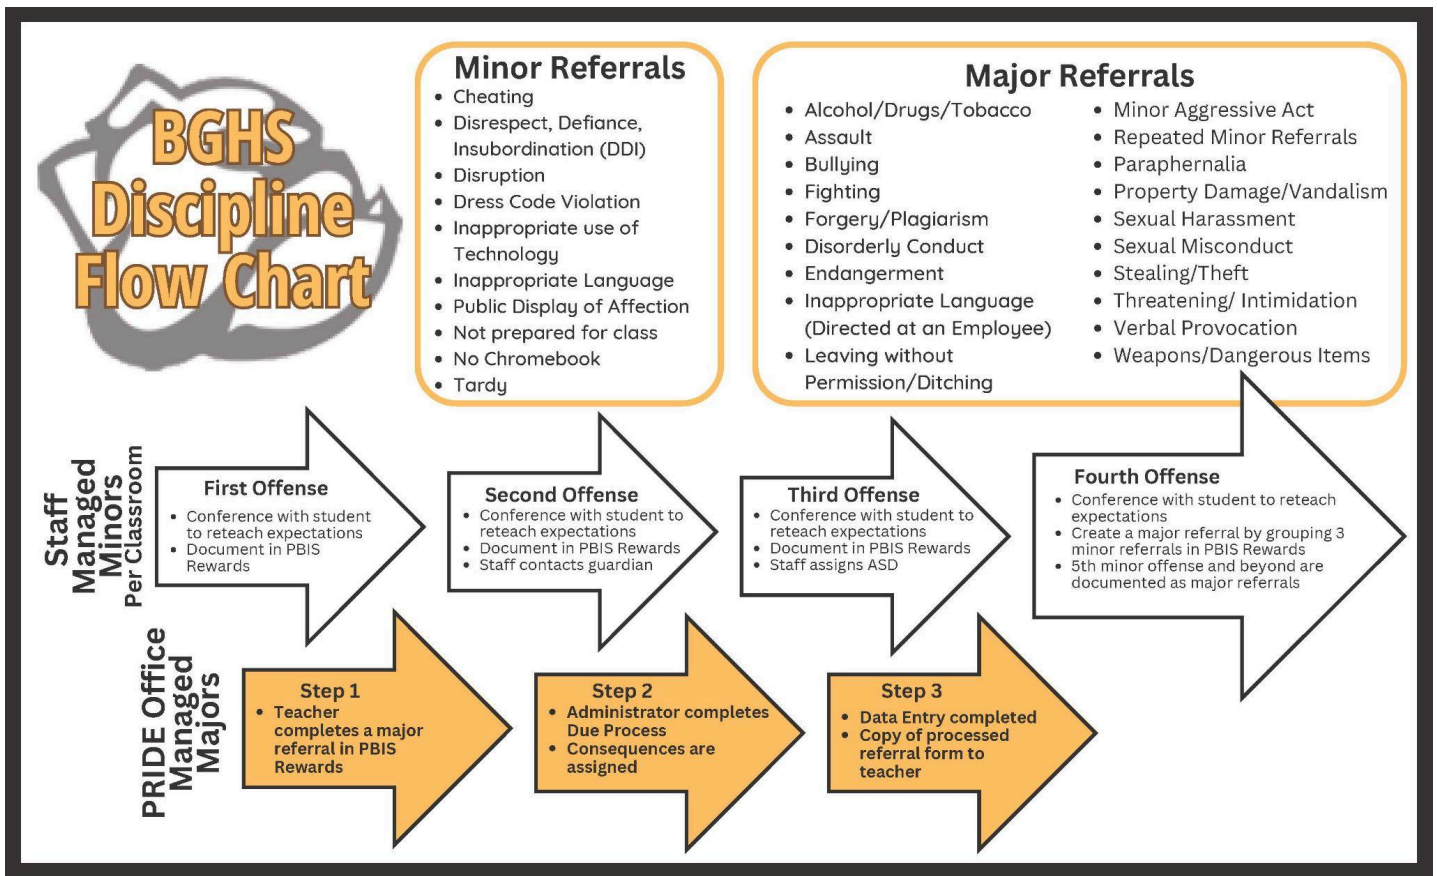 BGHS
Discipline
Flow Chart
Minor Referrals
• Cheating
• Disrespect, Defiance,
Insubordination (DDI)
• Disruption
• Dress Code Violation
• Inappropriate use of
Technology
• Inappropriate Language
• Public Display of Affection
• Not prepared for class
• No Chromebook
• Tardy
Major Referrals
• Alcohol/Drugs/Tobacco
• Assault
• Bullying
• Fighting
• Forgery/Plagiarism
• Disorderly Conduct
• Endangerment
• Inappropriate Language
(Directed at an Employee)
• Leaving without
Permission/Ditching
• Minor Aggressive Act
• Repeated Minor Referrals
• Paraphernalia
• Property Damage/Vandalism
• Sexual Harassment
• Sexual Misconduct
• Stealing/Theft
• Threatening/ Intimidation
• Verbal Provocation
• Weapons/Dangerous Items
Staff
Managed
Minors
Per Classroom
First Offense
• Conference with student
to reteach expectations
• Document in PBIS
Rewards
Second Offense
• Conference with student to
reteach expectations
• Document in PBIS Rewards
• Staff contacts guardian
Third Offense
• Conference with student to
reteach expectations
• Document in PBIS Rewards
• Staff assigns ASD
Fourth Offense
• Conference with student to reteach
expectations
• Create a major referral by grouping 3
minor referrals in PBIS Rewards
• 5th minor offense and beyond are
documented as major referrals
PRIDE Office
Managed
Majors
Step 1
• Teacher
completes a major
referral in PBIS
Rewards
Step 2
• Administrator completes
Due Process
• Consequences are
assigned
Step 3
• Data Entry completed
• Copy of processed
referral form to
teacher